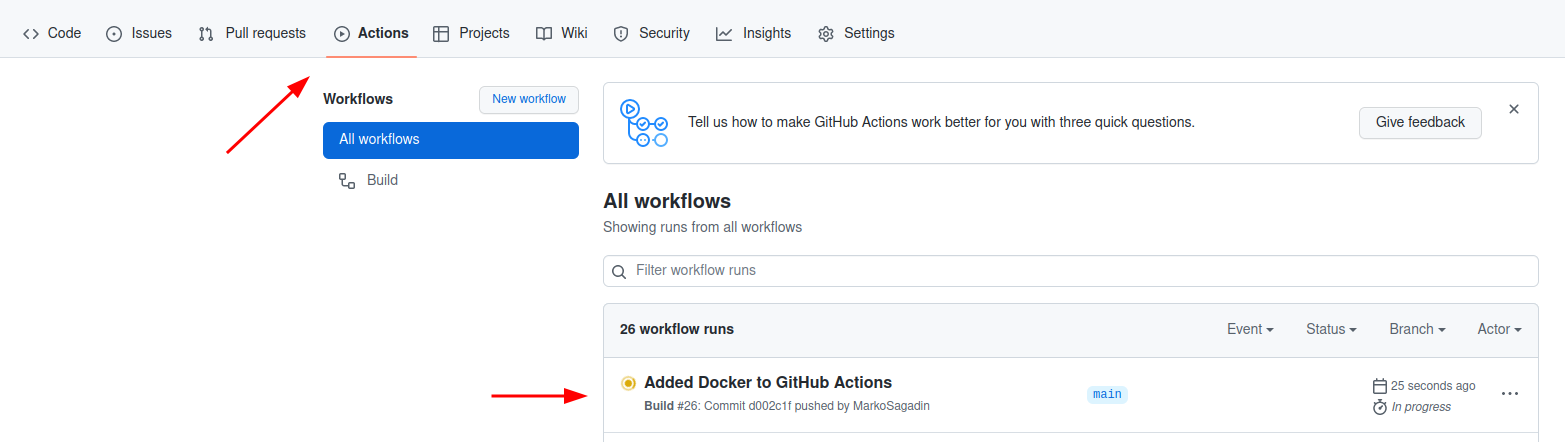 Code Issues Pull requests Actions Projects Wiki Security Insights Settings
Workflows New workflow
All workflows
Build
Tell us how to make GitHub Actions work better for you with three quick questions. Give feedback
All workflows
Showing runs from all workflows
Filter workflow runs
26 workflow runs Event Status Branch Actor
Added Docker to GitHub Actions main 25 seconds ago
Build #26: Commit d002c1f pushed by MarkoSagadin In progress